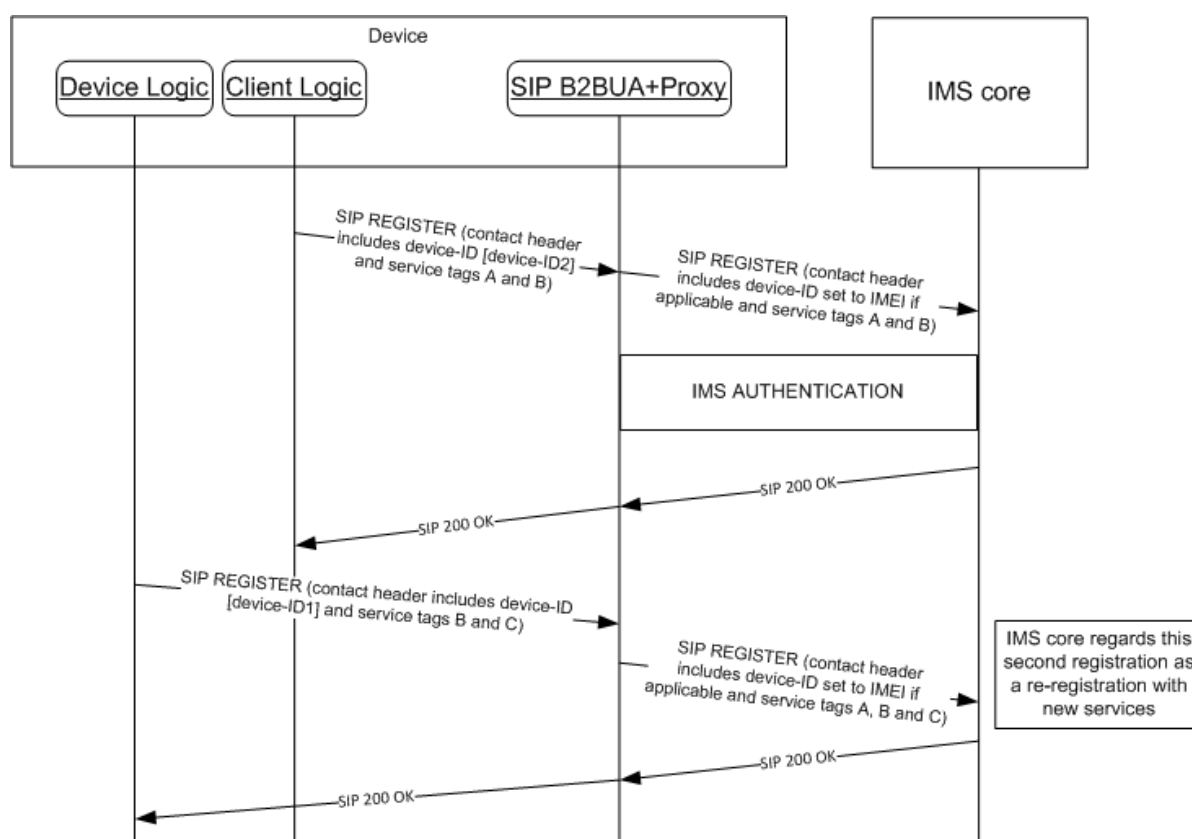 Device
Device Logic
Client Logic
SIP B2BUA+Proxy
IMS core
SIP REGISTER (contact header
includes device-ID [device-ID2]
and service tags A and B)
SIP REGISTER (contact header
includes device-ID set to IMEI if
applicable and service tags A and B)
IMS AUTHENTICATION
SIP 200 OK
SIP 200 OK
SIP REGISTER (contact header includes device-ID
[device-ID1] and service tags B and C)
SIP REGISTER (contact header
includes device-ID set to IMEI if
applicable and service tags A, B and C)
IMS core regards this
second registration as
a re-registration with
new services
SIP 200 OK
SIP 200 OK